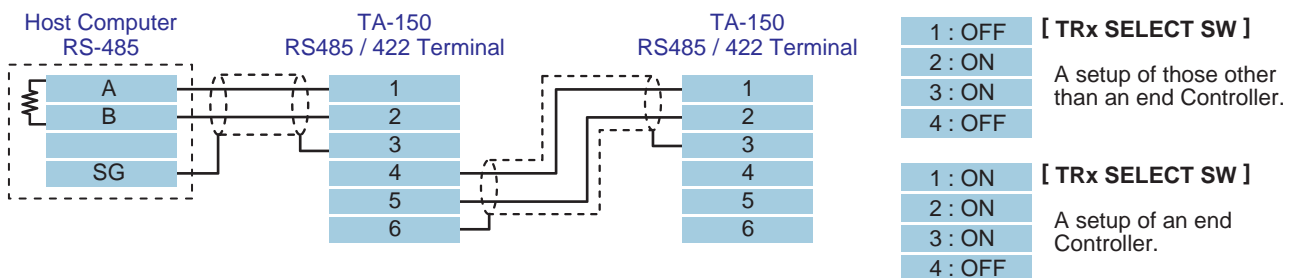 Host Computer
RS-485
A
B
SG
TA-150
RS485 / 422 Terminal
1
2
3
4
5
6
TA-150
RS485 / 422 Terminal
1
2
3
4
5
6
1 : OFF
2 : ON
3 : ON
4 : OFF
[ TRx SELECT SW ]
A setup of those other
than an end Controller.
1 : ON
2 : ON
3 : ON
4 : OFF
[ TRx SELECT SW ]
A setup of an end
Controller.